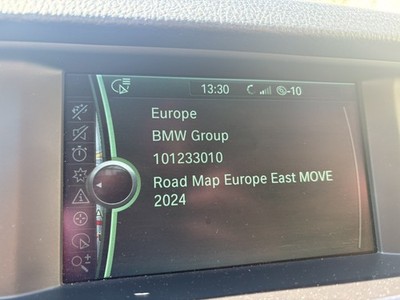 13:30 -10
Europe
BMW Group
101233010
Road Map Europe East MOVE
2024